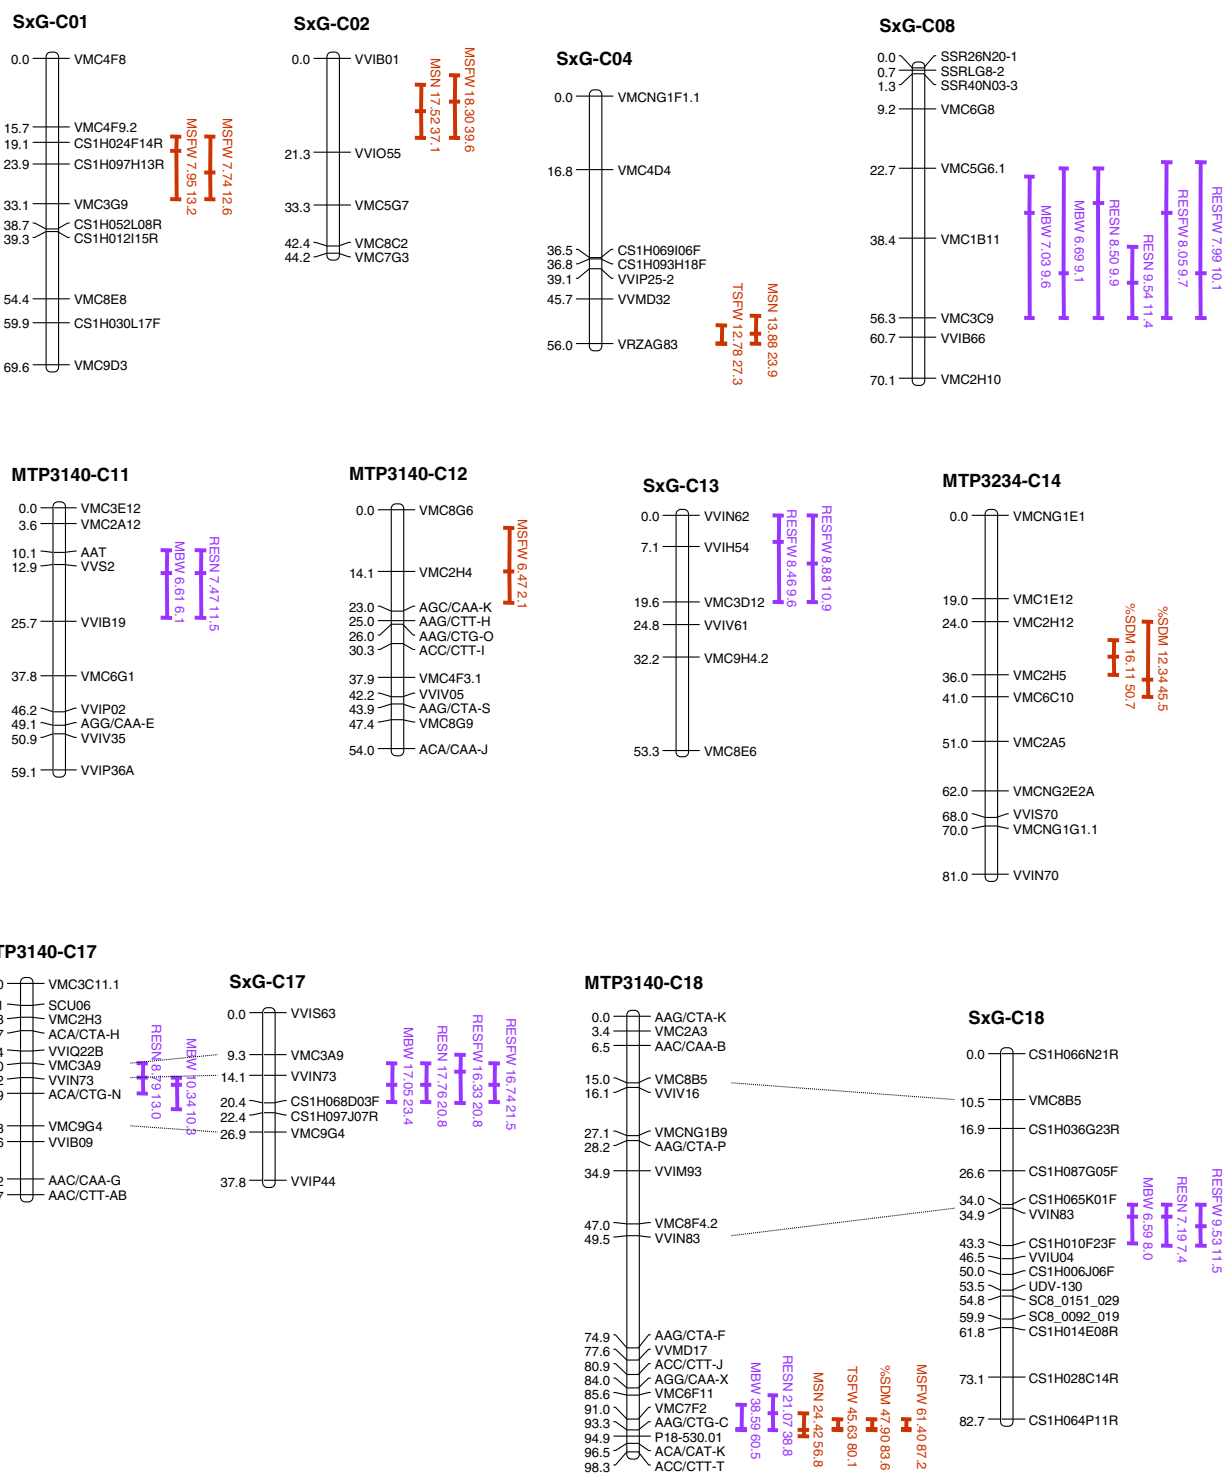 SxG-C01
0.0 VMC4F8
15.7 VMC4F9.2
19.1 CS1H024F14R
23.9 CS1H097H13R
33.1 VMC3G9
38.7 CS1H052L08R
39.3 CS1H012I15R
54.4 VMC8E8
59.9 CS1H030L17F
69.6 VMC9D3
MSFW 7.95 13.2
MSFW 7.74 12.6
SxG-C02
0.0 VVIB01
21.3 VVIO55
33.3 VMC5G7
42.4 VMC8C2
44.2 VMC7G3
MSN 17.52 37.1
MSFW 18.30 39.6
SxG-C04
0.0 VMCNG1F1.1
16.8 VMC4D4
36.5 CS1H069I06F
36.8 CS1H093H18F
39.1 VVIP25-2
45.7 VVMD32
56.0 VRZAG83
TSFW 12.78 27.3
MSN 13.88 23.9
SxG-C08
0.0 SSR26N20-1
0.7 SSRLG8-2
1.3 SSR40N03-3
9.2 VMC6G8
22.7 VMC5G6.1
38.4 VMC1B11
56.3 VMC3C9
60.7 VVIB66
70.1 VMC2H10
MBW 7.03 9.6
MBW 6.69 9.1
RESN 8.50 9.9
RESN 9.54 11.4
RESFW 8.05 9.7
RESFW 7.99 10.1
MTP3140-C11
0.0 VMC3E12
3.6 VMC2A12
10.1 AAT
12.9 VVS2
25.7 VVIB19
37.8 VMC6G1
46.2 VVIP02
49.1 AGG/CAA-E
50.9 VVIV35
59.1 VVIP36A
MBW 6.61 6.1
RESN 7.47 11.5
MTP3140-C12
0.0 VMC8G6
14.1 VMC2H4
23.0 AGC/CAA-K
25.0 AAG/CTT-H
26.0 AAG/CTG-O
30.3 ACC/CTT-I
37.9 VMC4F3.1
42.2 VVIV05
43.9 AAG/CTA-S
47.4 VMC8G9
54.0 ACA/CAA-J
MSFW 6.47 2.1
SxG-C13
0.0 VVIN62
7.1 VVIH54
19.6 VMC3D12
24.8 VVIV61
32.2 VMC9H4.2
53.3 VMC8E6
RESFW 8.46 9.6
RESFW 8.88 10.9
MTP3234-C14
0.0 VMCNG1E1
19.0 VMC1E12
24.0 VMC2H12
36.0 VMC2H5
41.0 VMC6C10
51.0 VMC2A5
62.0 VMCNG2E2A
68.0 VVIS70
70.0 VMCNG1G1.1
81.0 VVIN70
%SDM 16.11 50.7
%SDM 12.34 45.5
TP3140-C17
0 VMC3C11.1
SCU06
3 VMC2H3
7 ACA/CTA-H
4 VVIQ22B
0 VMC3A9
2 VVIN73
9 ACA/CTG-N
3 VMC9G4
6 VVIB09
2 AAC/CAA-G
7 AAC/CTT-AB
RESN 8.79 13.0
MBW 10.34 10.3
SxG-C17
0.0 VVIS63
9.3 VMC3A9
14.1 VVIN73
20.4 CS1H068D03F
22.4 CS1H097J07R
26.9 VMC9G4
37.8 VVIP44
MBW 17.05 23.4
RESN 17.76 20.8
RESFW 16.33 20.8
RESFW 16.74 21.5
MTP3140-C18
0.0 AAG/CTA-K
3.4 VMC2A3
6.5 AAC/CAA-B
15.0 VMC8B5
16.1 VVIV16
27.1 VMCNG1B9
28.2 AAG/CTA-P
34.9 VVIM93
47.0 VMC8F4.2
49.5 VVIN83
74.9 AAG/CTA-F
77.6 VVMD17
80.9 ACC/CTT-J
84.0 AGG/CAA-X
85.6 VMC6F11
91.0 VMC7F2
93.3 AAG/CTG-C
94.9 P18-530.01
96.5 ACA/CAT-K
98.3 ACC/CTT-T
MBW 38.59 60.5
RESN 21.07 38.8
MSN 24.42 56.8
TSFW 45.63 80.1
%SDM 47.90 83.6
MSFW 61.40 87.2
SxG-C18
0.0 CS1H066N21R
10.5 VMC8B5
16.9 CS1H036G23R
26.6 CS1H087G05F
34.0 CS1H065K01F
34.9 VVIN83
43.3 CS1H010F23F
46.5 VVIU04
50.0 CS1H006J06F
53.5 UDV-130
54.8 SC8_0151_029
59.9 SC8_0092_019
61.8 CS1H014E08R
73.1 CS1H028C14R
82.7 CS1H064P11R
MBW 6.59 8.0
RESN 7.19 7.4
RESFW 9.53 11.5